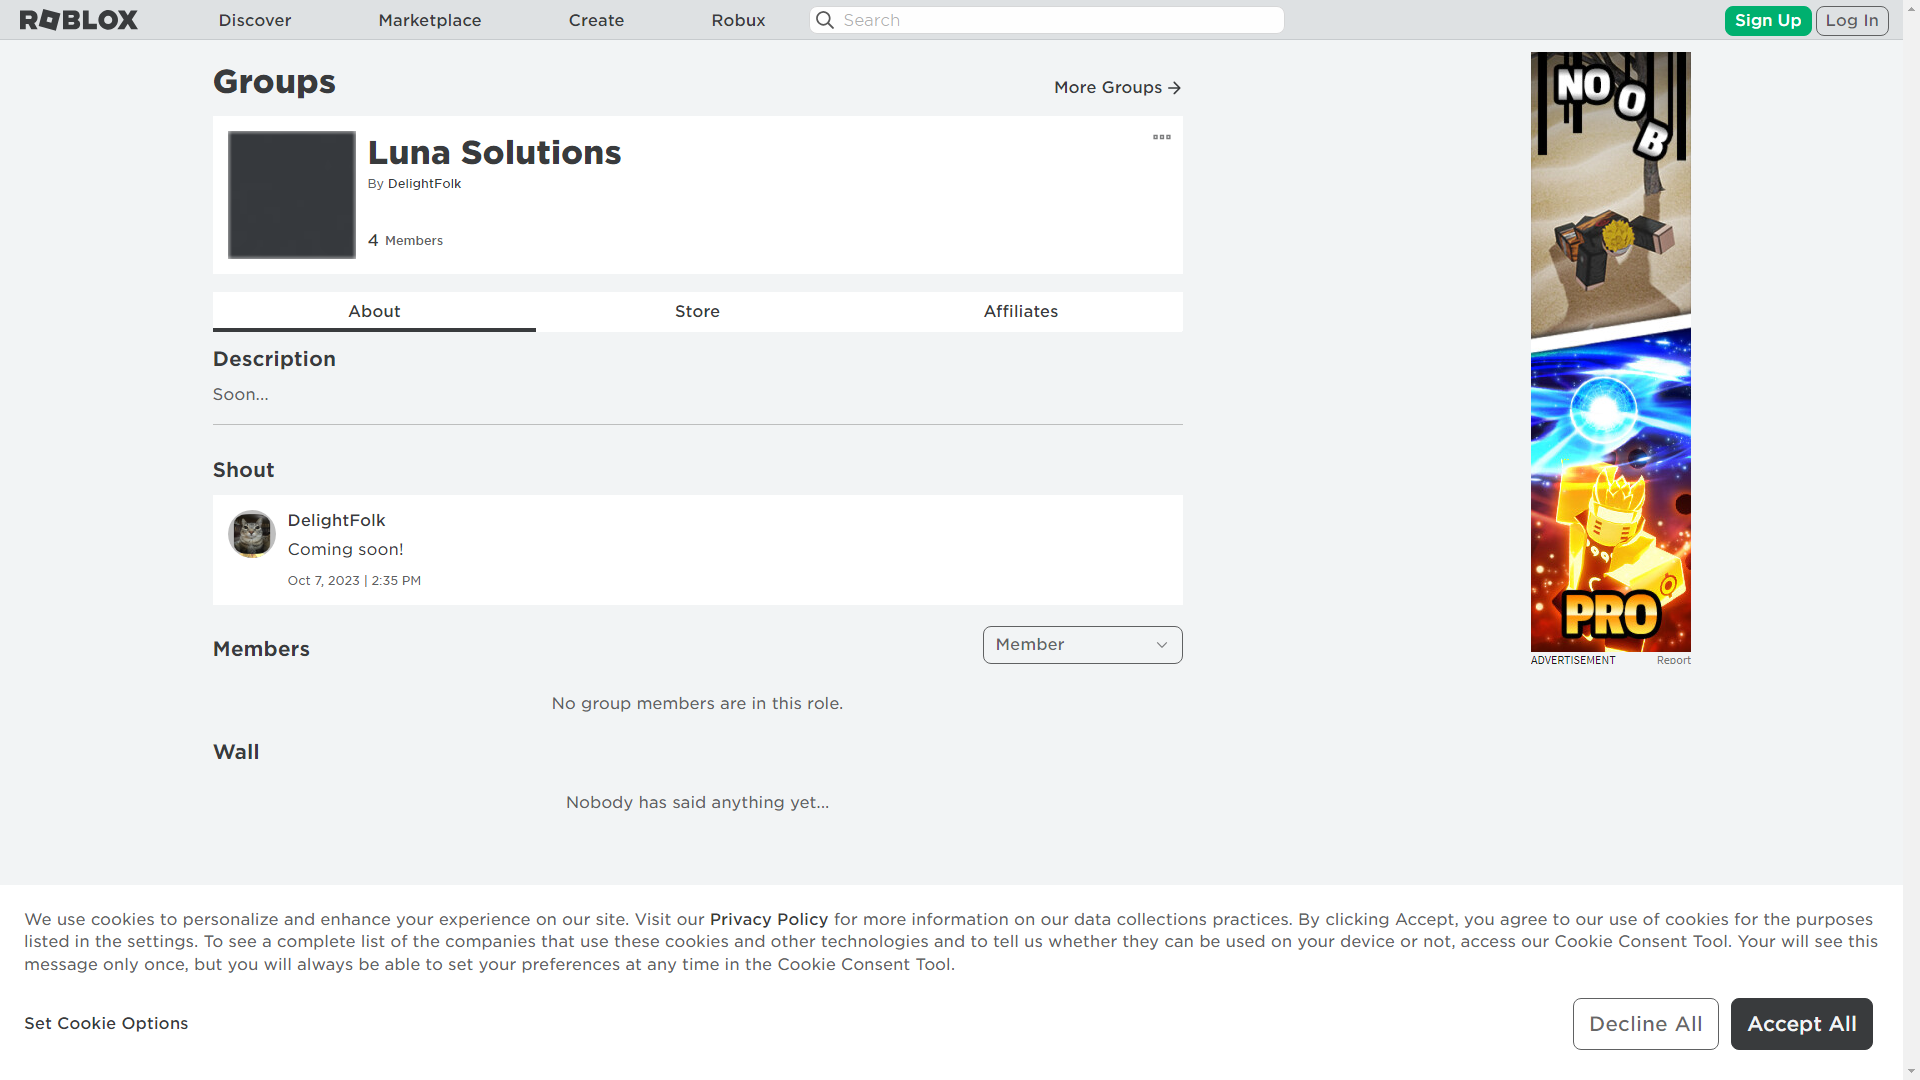 ROBLOX
Discover
Marketplace
Create
Robux
Search
Sign Up
Log In
Groups
More Groups
Luna Solutions
By DelightFolk
4 Members
About
Store
Affiliates
Description
Soon...
Shout
DelightFolk
Coming soon!
Oct 7, 2023 | 2:35 PM
Members
Member
No group members are in this role.
Wall
Nobody has said anything yet...
NOOB
PRO
ADVERTISEMENT
Report
We use cookies to personalize and enhance your experience on our site. Visit our Privacy Policy for more information on our data collections practices. By clicking Accept, you agree to our use of cookies for the purposes
listed in the settings. To see a complete list of the companies that use these cookies and other technologies and to tell us whether they can be used on your device or not, access our Cookie Consent Tool. Your will see this
message only once, but you will always be able to set your preferences at any time in the Cookie Consent Tool.
Set Cookie Options
Decline All
Accept All